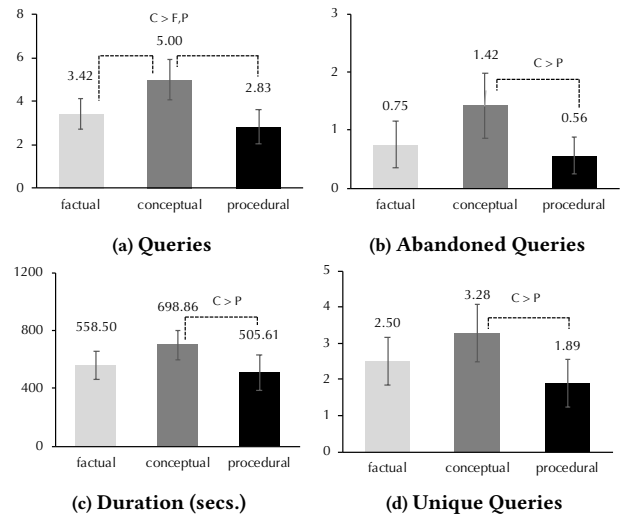 C > F,P
8
6
4
2
0
3.42
5.00
2.83
factual conceptual procedural
(a) Queries
3
2
1
0
0.75
1.42
C > P
0.56
factual conceptual procedural
(b) Abandoned Queries
1200
800
400
0
558.50
698.86
C > P
505.61
factual conceptual procedural
(c) Duration (secs.)
5
4
3
2
1
0
2.50
3.28
C > P
1.89
factual conceptual procedural
(d) Unique Queries